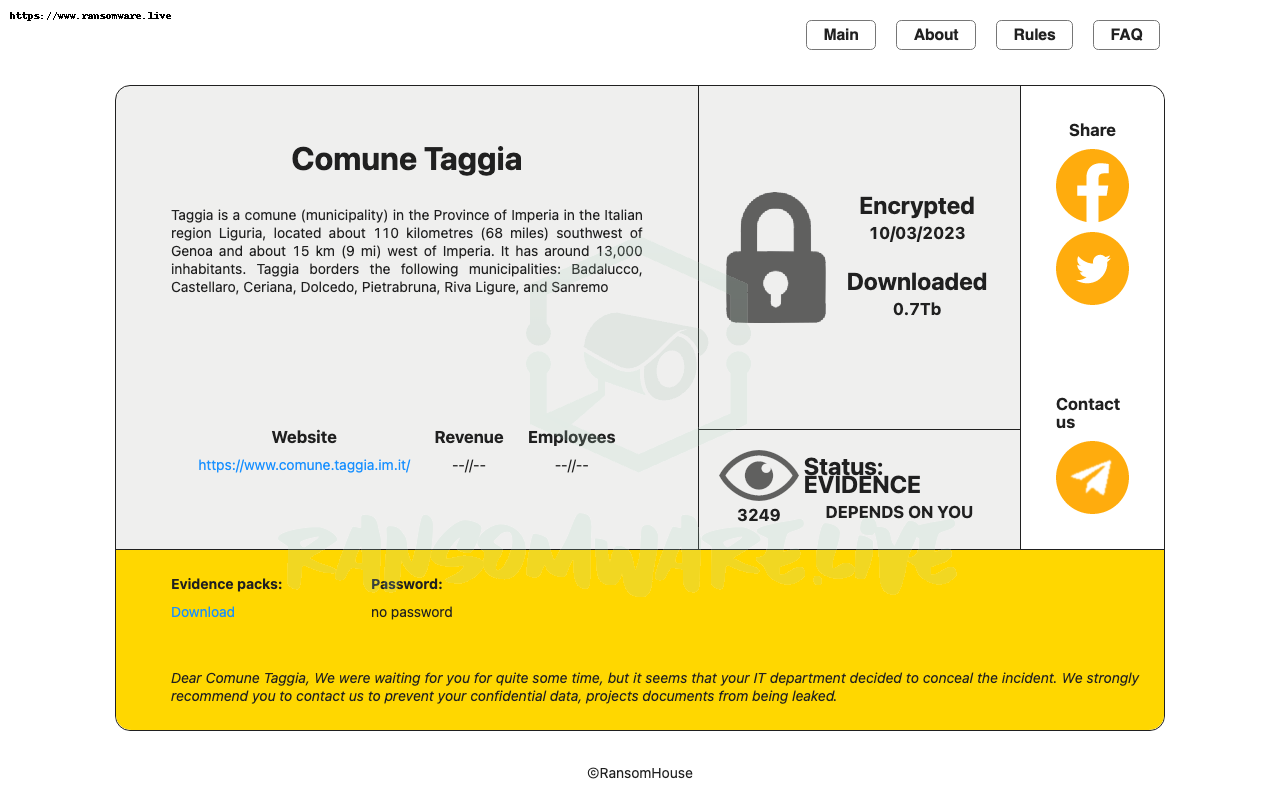 https://www.ransomware.live
Main About Rules FAQ
Comune Taggia
Taggia is a comune (municipality) in the Province of Imperia in the Italian
region Liguria, located about 110 kilometres (68 miles) southwest of
Genoa and about 15 km (9 mi) west of Imperia. It has around 13,000
inhabitants. Taggia borders the following municipalities: Badalucco,
Castellaro, Ceriana, Dolcedo, Pietrabruna, Riva Ligure, and Sanremo
Website Revenue Employees
https://www.comune.taggia.im.it/ --//-- --//--
Encrypted
10/03/2023
Downloaded
0.7Tb
Status:
EVIDENCE
3249 DEPENDS ON YOU
Share
Contact
us
RANSOMWARE.LIVE
Evidence packs: Password:
Download no password
Dear Comune Taggia, We were waiting for you for quite some time, but it seems that your IT department decided to conceal the incident. We strongly
recommend you to contact us to prevent your confidential data, projects documents from being leaked.
©RansomHouse